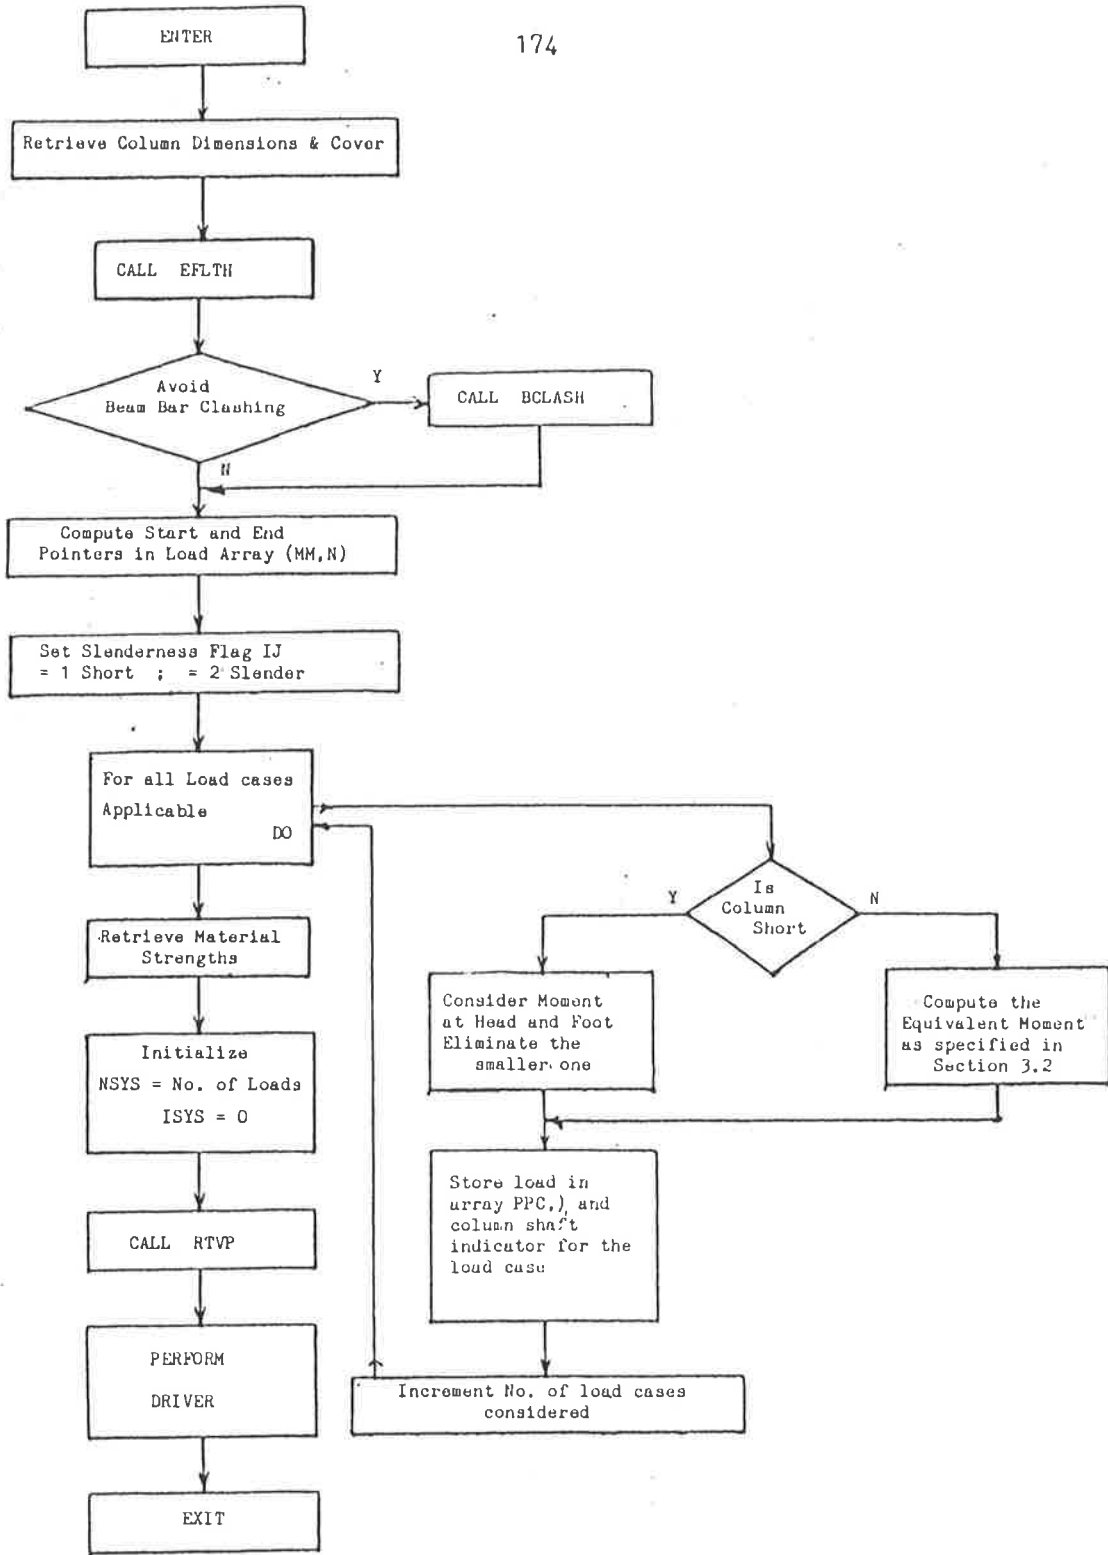 174
ENTER
Retrieve Column Dimensions & Cover
CALL EFLTH
Avoid
Beam Bar Clashing
Y
CALL BCLASH
N
Compute Start and End
Pointers in Load Array (MM,N)
Set Slenderness Flag IJ
= 1 Short ; = 2 Slender
For all Load cases
Applicable
DO
Is
Column
Short
Y
N
Retrieve Material
Strengths
Consider Moment
at Head and Foot
Eliminate the
smaller one
Compute the
Equivalent Moment
as specified in
Section 3.2
Initialize
NSYS = No. of Loads
ISYS = 0
Store load in
array PPC,) and
column shaft
indicator for the
load case
CALL RTVP
PERFORM
DRIVER
Increment No. of load cases
considered
EXIT